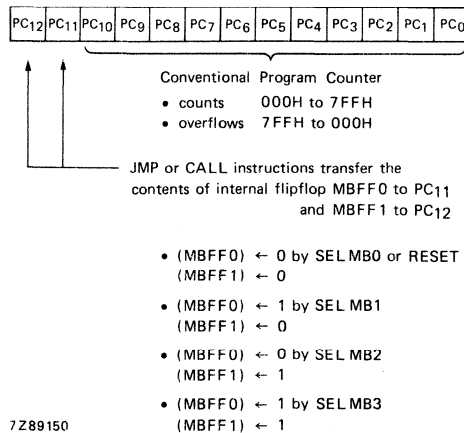 PC12 PC11 PC10 PC9 PC8 PC7 PC6 PC5 PC4 PC3 PC2 PC1 PC0
Conventional Program Counter
• counts 000H to 7FFH
• overflows 7FFH to 000H
JMP or CALL instructions transfer the
contents of internal flipflop MBFF0 to PC11
and MBFF1 to PC12
• (MBFF0) ← 0 by SEL MB0 or RESET
(MBFF1) ← 0
• (MBFF0) ← 1 by SEL MB1
(MBFF1) ← 0
• (MBFF0) ← 0 by SEL MB2
(MBFF1) ← 1
• (MBFF0) ← 1 by SEL MB3
(MBFF1) ← 1
7Z89150